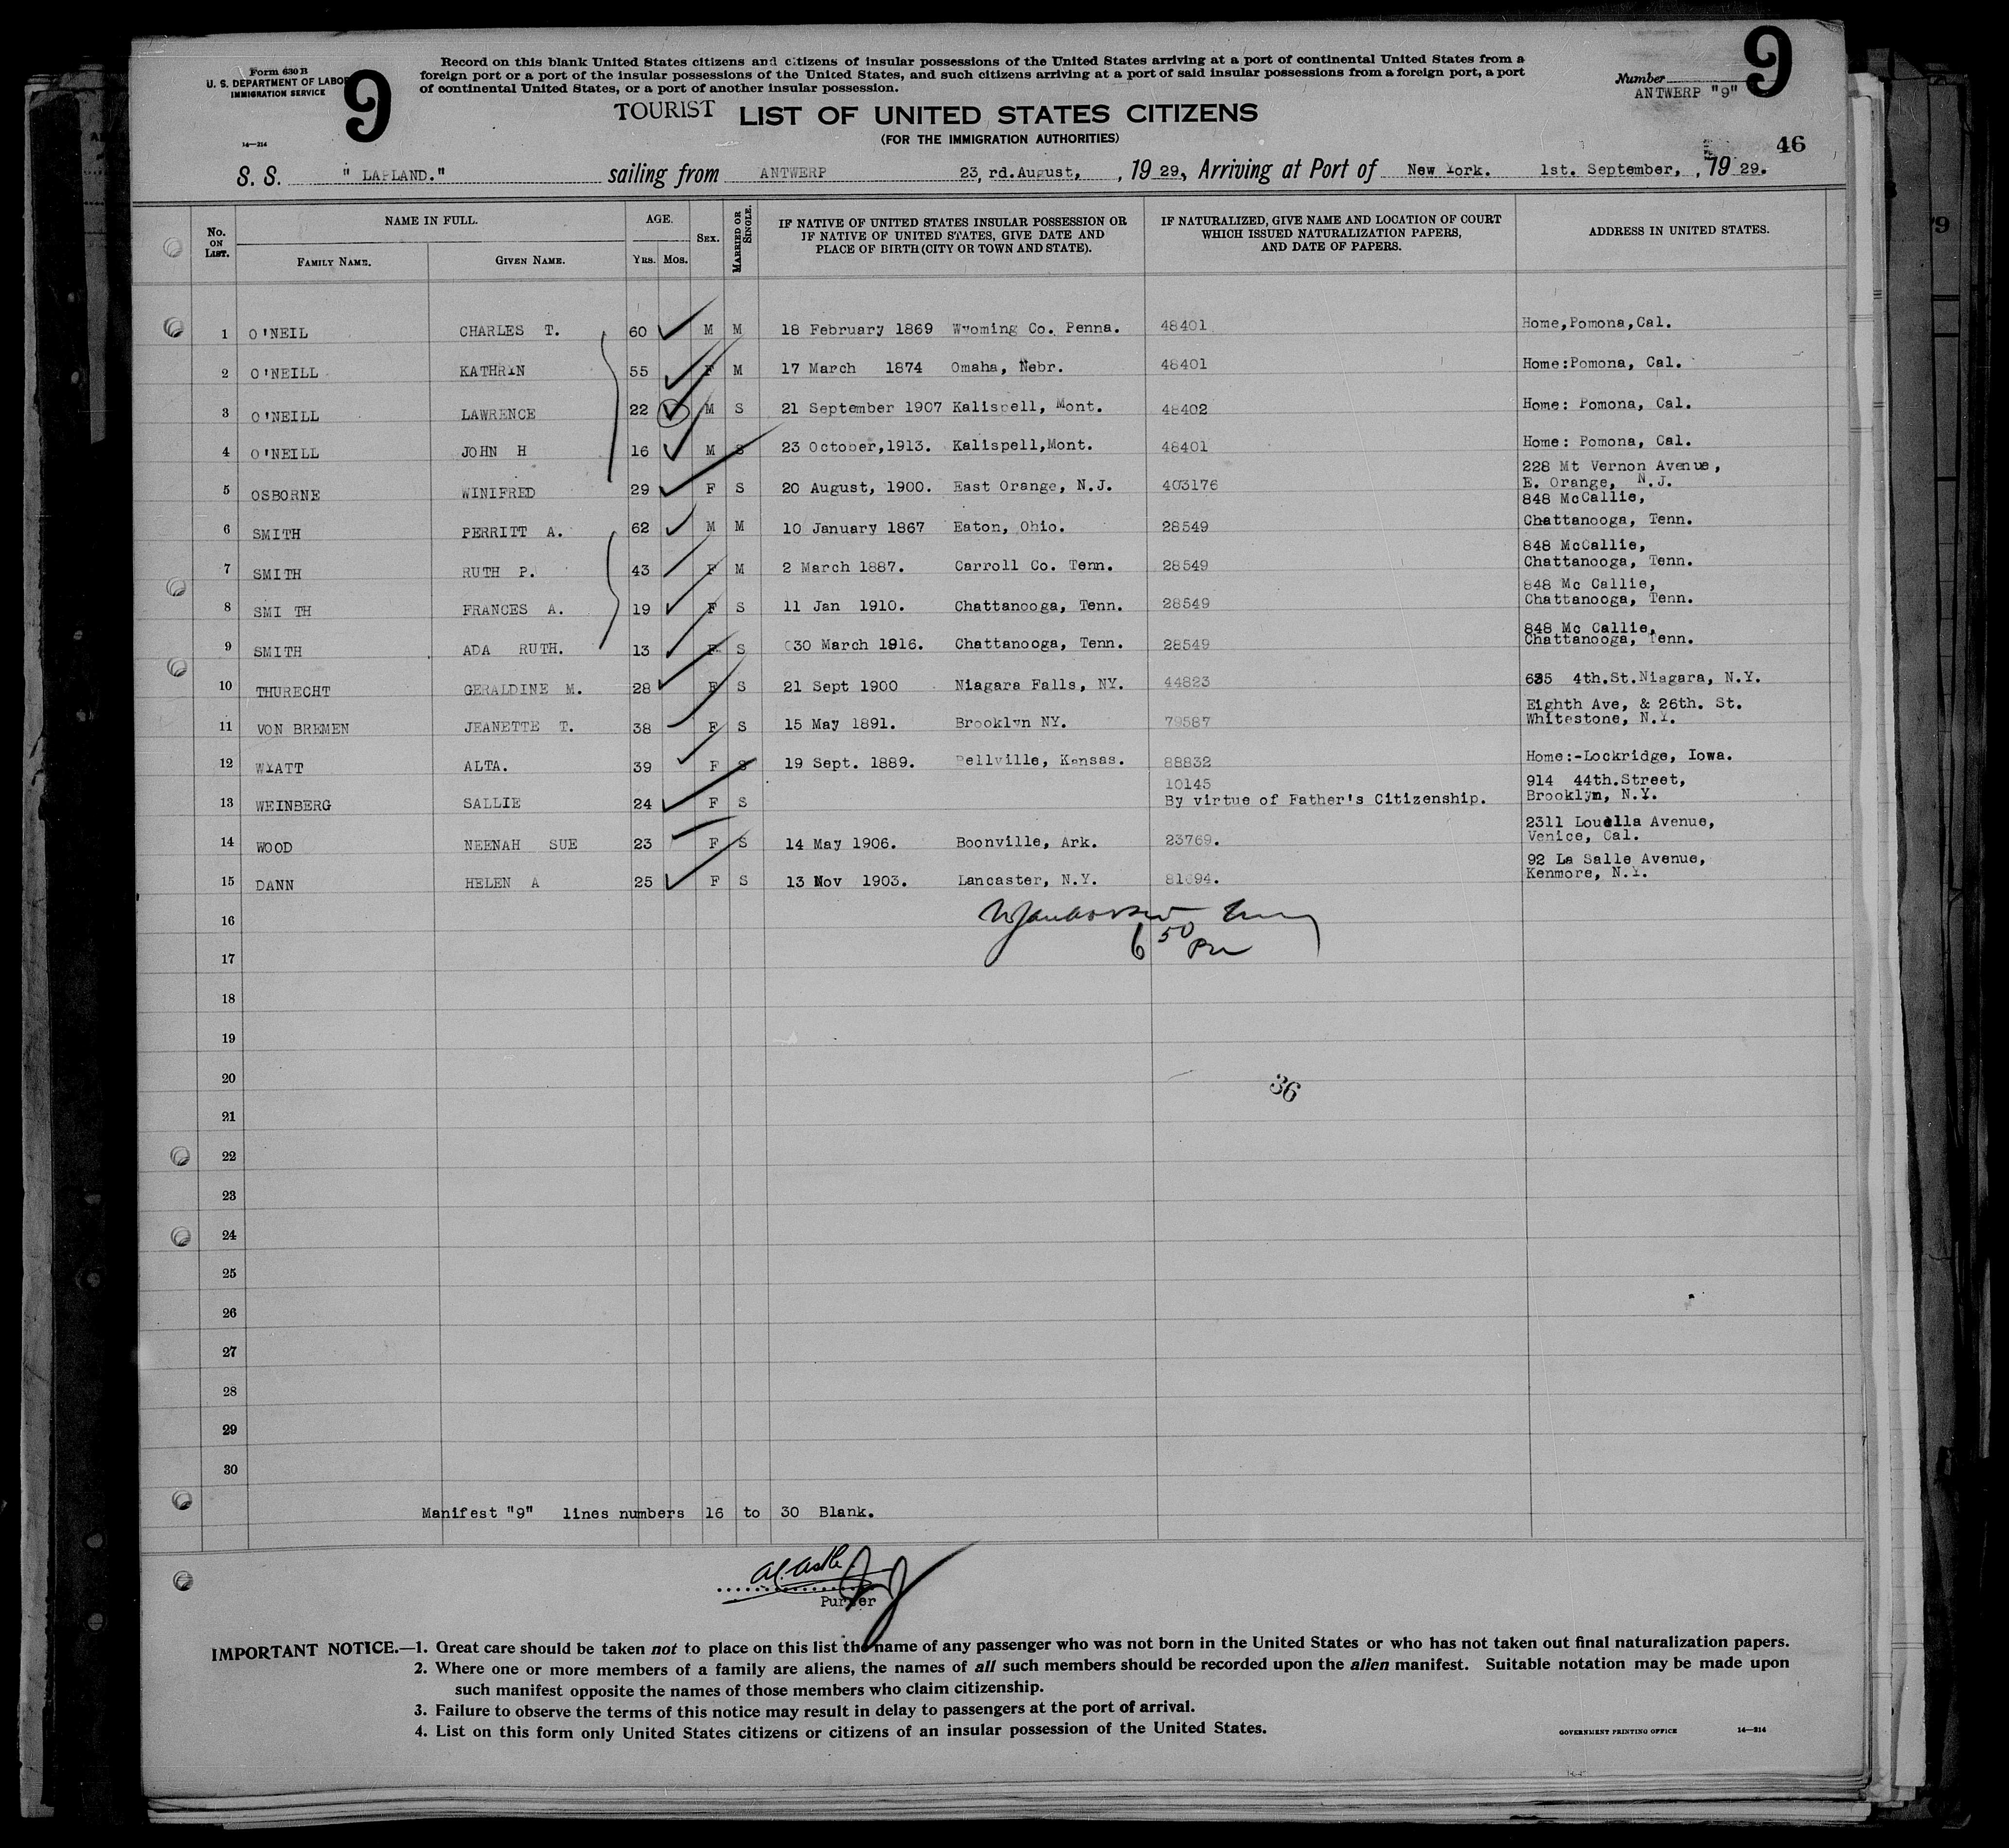 Form 630 B
U. S. DEPARTMENT OF LABOR
IMMIGRATION SERVICE
9
14—214
Record on this blank United States citizens and citizens of insular possessions of the United States arriving at a port of continental United States from a
foreign port or a port of the insular possessions of the United States, and such citizens arriving at a port of said insular possessions from a foreign port, a port
of continental United States, or a port of another insular possession.
Number
ANTWERP "9"
9
TOURIST LIST OF UNITED STATES CITIZENS
(FOR THE IMMIGRATION AUTHORITIES)
46
S. S. " LAPLAND." sailing from ANTWERP 23, rd. August, , 19 29, Arriving at Port of New York. 1st. September, , 19 29.
No. ON LIST. NAME IN FULL. FAMILY NAME. GIVEN NAME. AGE. YRS. MOS. SEX. MARRIED OR SINGLE. IF NATIVE OF UNITED STATES INSULAR POSSESSION OR IF NATIVE OF UNITED STATES, GIVE DATE AND PLACE OF BIRTH (CITY OR TOWN AND STATE). IF NATURALIZED, GIVE NAME AND LOCATION OF COURT WHICH ISSUED NATURALIZATION PAPERS, AND DATE OF PAPERS. ADDRESS IN UNITED STATES.
1 O'NEIL CHARLES T. 60 M M 18 February 1869 Wyoming Co. Penna. 48401 Home,Pomona,Cal.
2 O'NEILL KATHRIN 55 F M 17 March 1874 Omaha, Nebr. 48401 Home:Pomona, Cal.
3 O'NEILL LAWRENCE 22 M S 21 September 1907 Kalispell, Mont. 48402 Home: Pomona, Cal.
4 O'NEILL JOHN H 16 M S 23 October,1913. Kalispell,Mont. 48401 Home: Pomona, Cal.
5 OSBORNE WINIFRED 29 F S 20 August, 1900. East Orange, N.J. 403176 228 Mt Vernon Avenue,
E. Orange, N.J.
848 McCallie,
6 SMITH PERRITT A. 62 M M 10 January 1867 Eaton, Ohio. 28549 Chattanooga, Tenn.
848 McCallie,
7 SMITH RUTH P. 43 F M 2 March 1887. Carroll Co. Tenn. 28549 Chattanooga, Tenn.
848 Mc Callie,
8 SMI TH FRANCES A. 19 F S 11 Jan 1910. Chattanooga, Tenn. 28549 Chattanooga, Tenn.
848 Mc Callie,
9 SMITH ADA RUTH. 13 F S 030 March 1916. Chattanooga, Tenn. 28549 Chattanooga, Tenn.
10 THURECHT GERALDINE M. 28 F S 21 Sept 1900 Niagara Falls, NY. 44823 635 4th.St.Niagara, N.Y.
Eighth Ave, & 26th. St.
11 VON BREMEN JEANETTE T. 38 F S 15 May 1891. Brooklyn NY. 79587 Whitestone, N.Y.
12 WYATT ALTA. 39 F S 19 Sept. 1889. Bellville, Kansas. 88832 Home:-Lockridge, Iowa.
10145 914 44th.Street,
13 WEINBERG SALLIE 24 F S By virtue of Father's Citizenship. Brooklyn, N.Y.
2311 Louella Avenue,
14 WOOD NEENAH SUE 23 F S 14 May 1906. Boonville, Ark. 23769. Venice, Cal.
92 La Salle Avenue,
15 DANN HELEN A 25 F S 13 Nov 1903. Lancaster, N.Y. 81694. Kenmore, N.Y.
16
6 50 Pm
17
18
19
20
36
21
22
23
24
25
26
27
28
29
30
Manifest "9" lines numbers 16 to 30 Blank.
Purser
IMPORTANT NOTICE.—1. Great care should be taken not to place on this list the name of any passenger who was not born in the United States or who has not taken out final naturalization papers.
2. Where one or more members of a family are aliens, the names of all such members should be recorded upon the alien manifest. Suitable notation may be made upon
such manifest opposite the names of those members who claim citizenship.
3. Failure to observe the terms of this notice may result in delay to passengers at the port of arrival.
4. List on this form only United States citizens or citizens of an insular possession of the United States.
GOVERNMENT PRINTING OFFICE 14—214